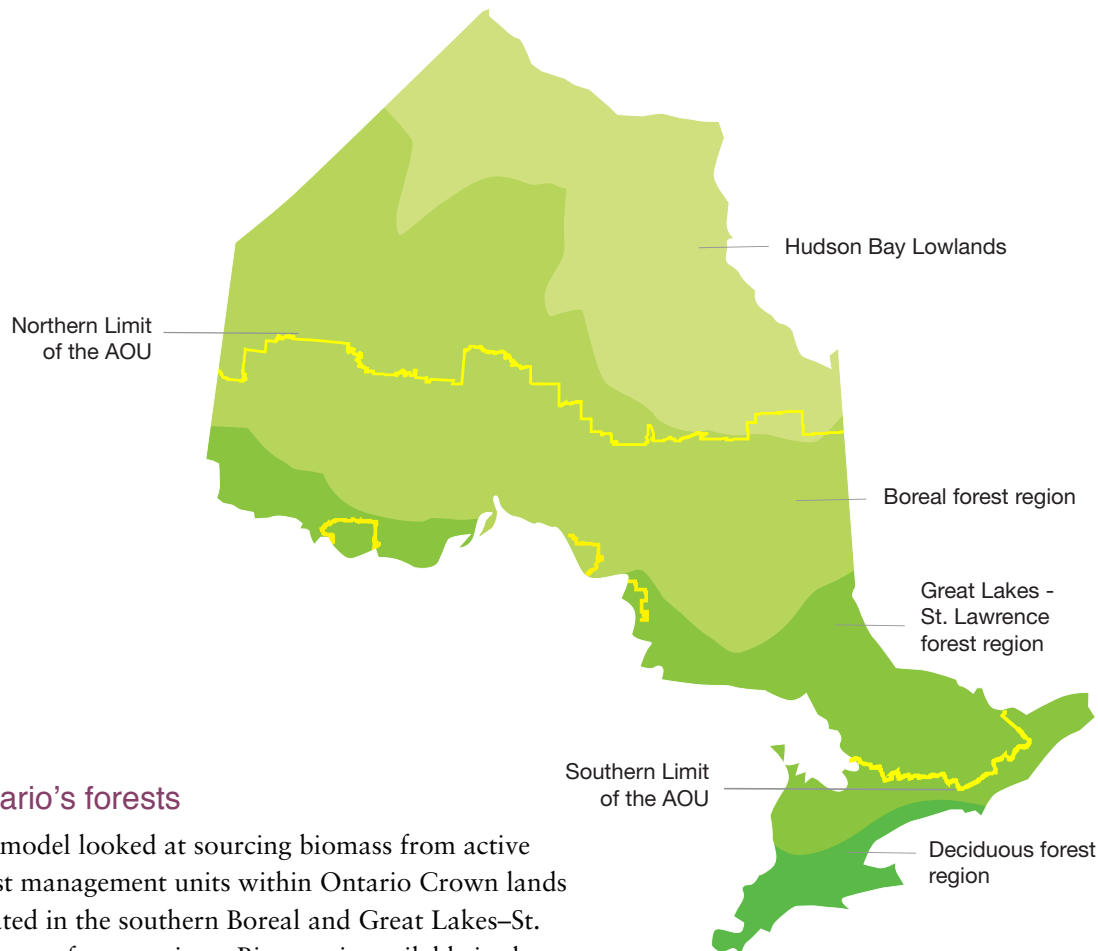 Hudson Bay Lowlands
Northern Limit
of the AOU
Boreal forest region
Great Lakes -
St. Lawrence
forest region
Southern Limit
of the AOU
Deciduous forest
region
ario's forests
model looked at sourcing biomass from active
st management units within Ontario Crown lands
ated in the southern Boreal and Great Lakes–St.